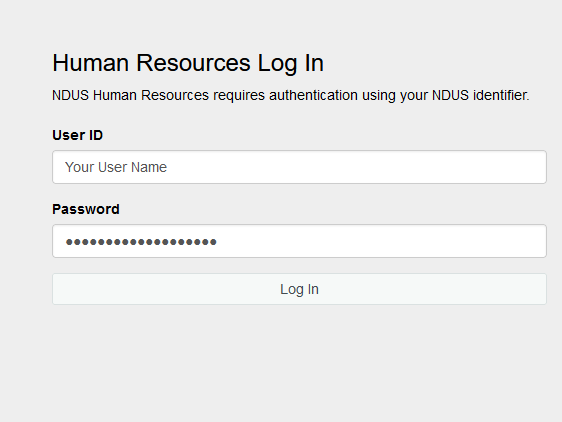 Human Resources Log In
NDUS Human Resources requires authentication using your NDUS identifier.
User ID
Your User Name
Password
●●●●●●●●●●●●●●●●●●●
Log In